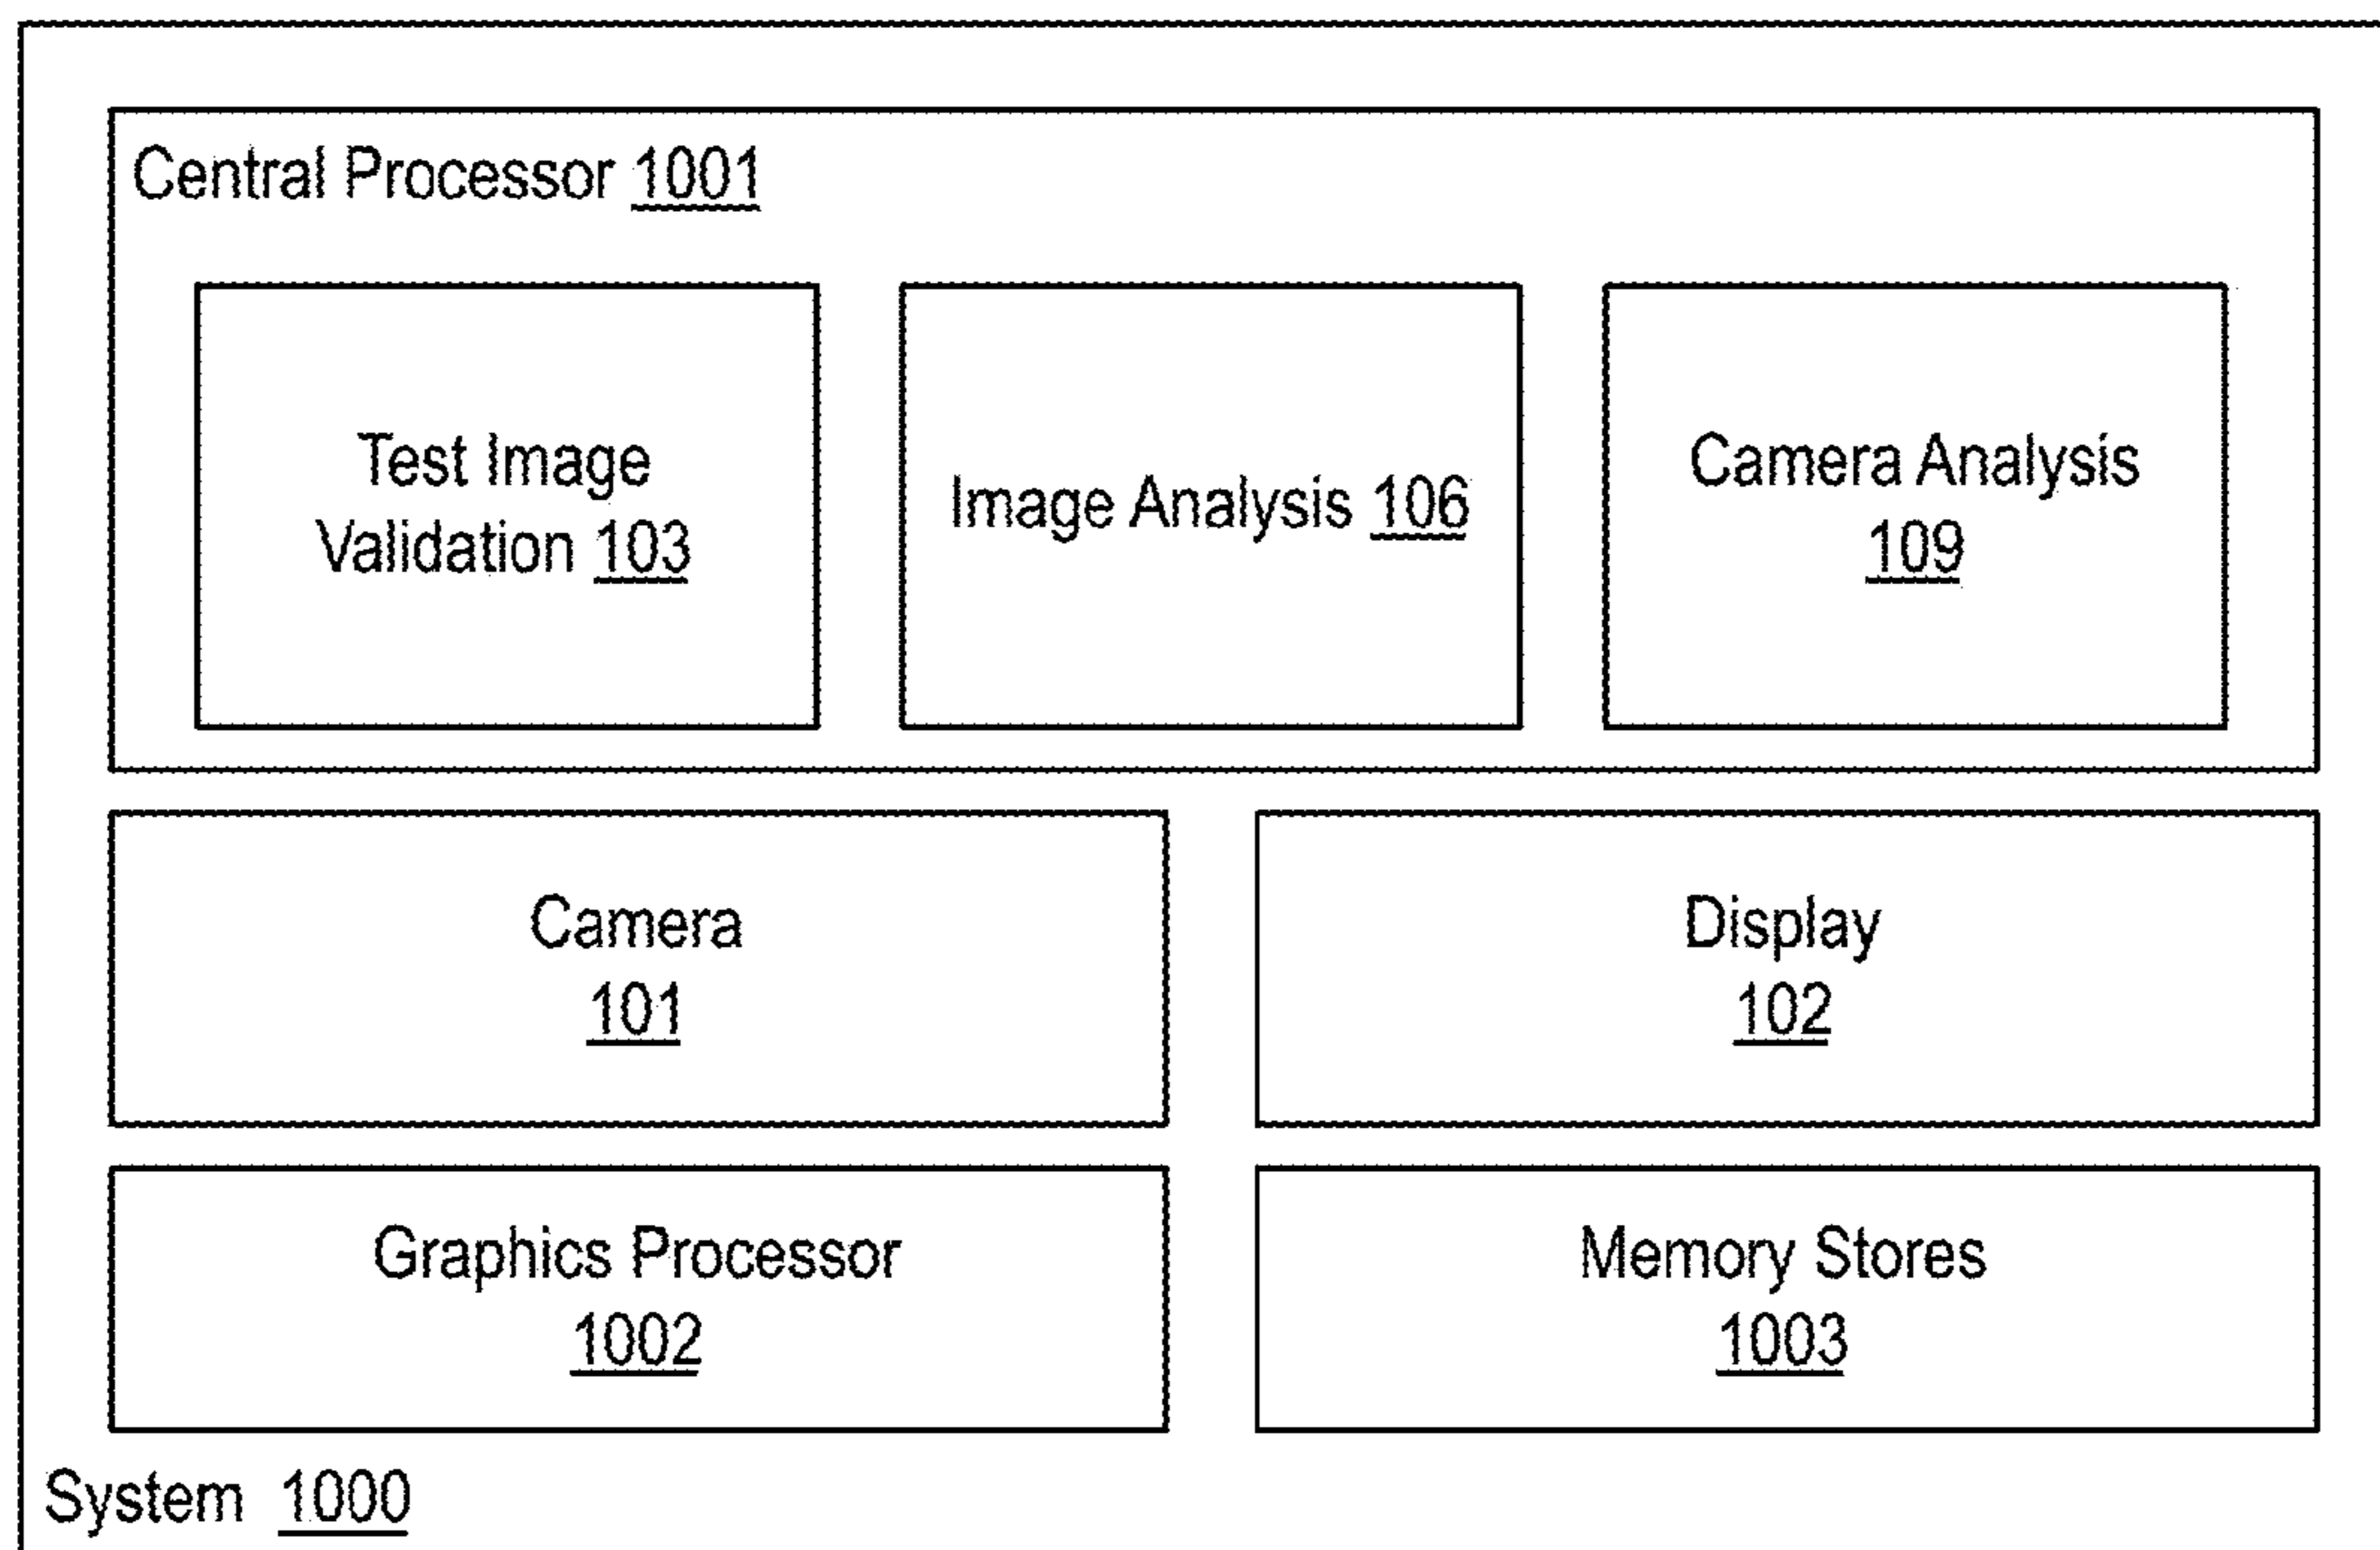 Central Processor 1001
Test Image
Validation 103
Image Analysis 106
Camera Analysis
109
Camera
101
Display
102
Graphics Processor
1002
Memory Stores
1003
System 1000